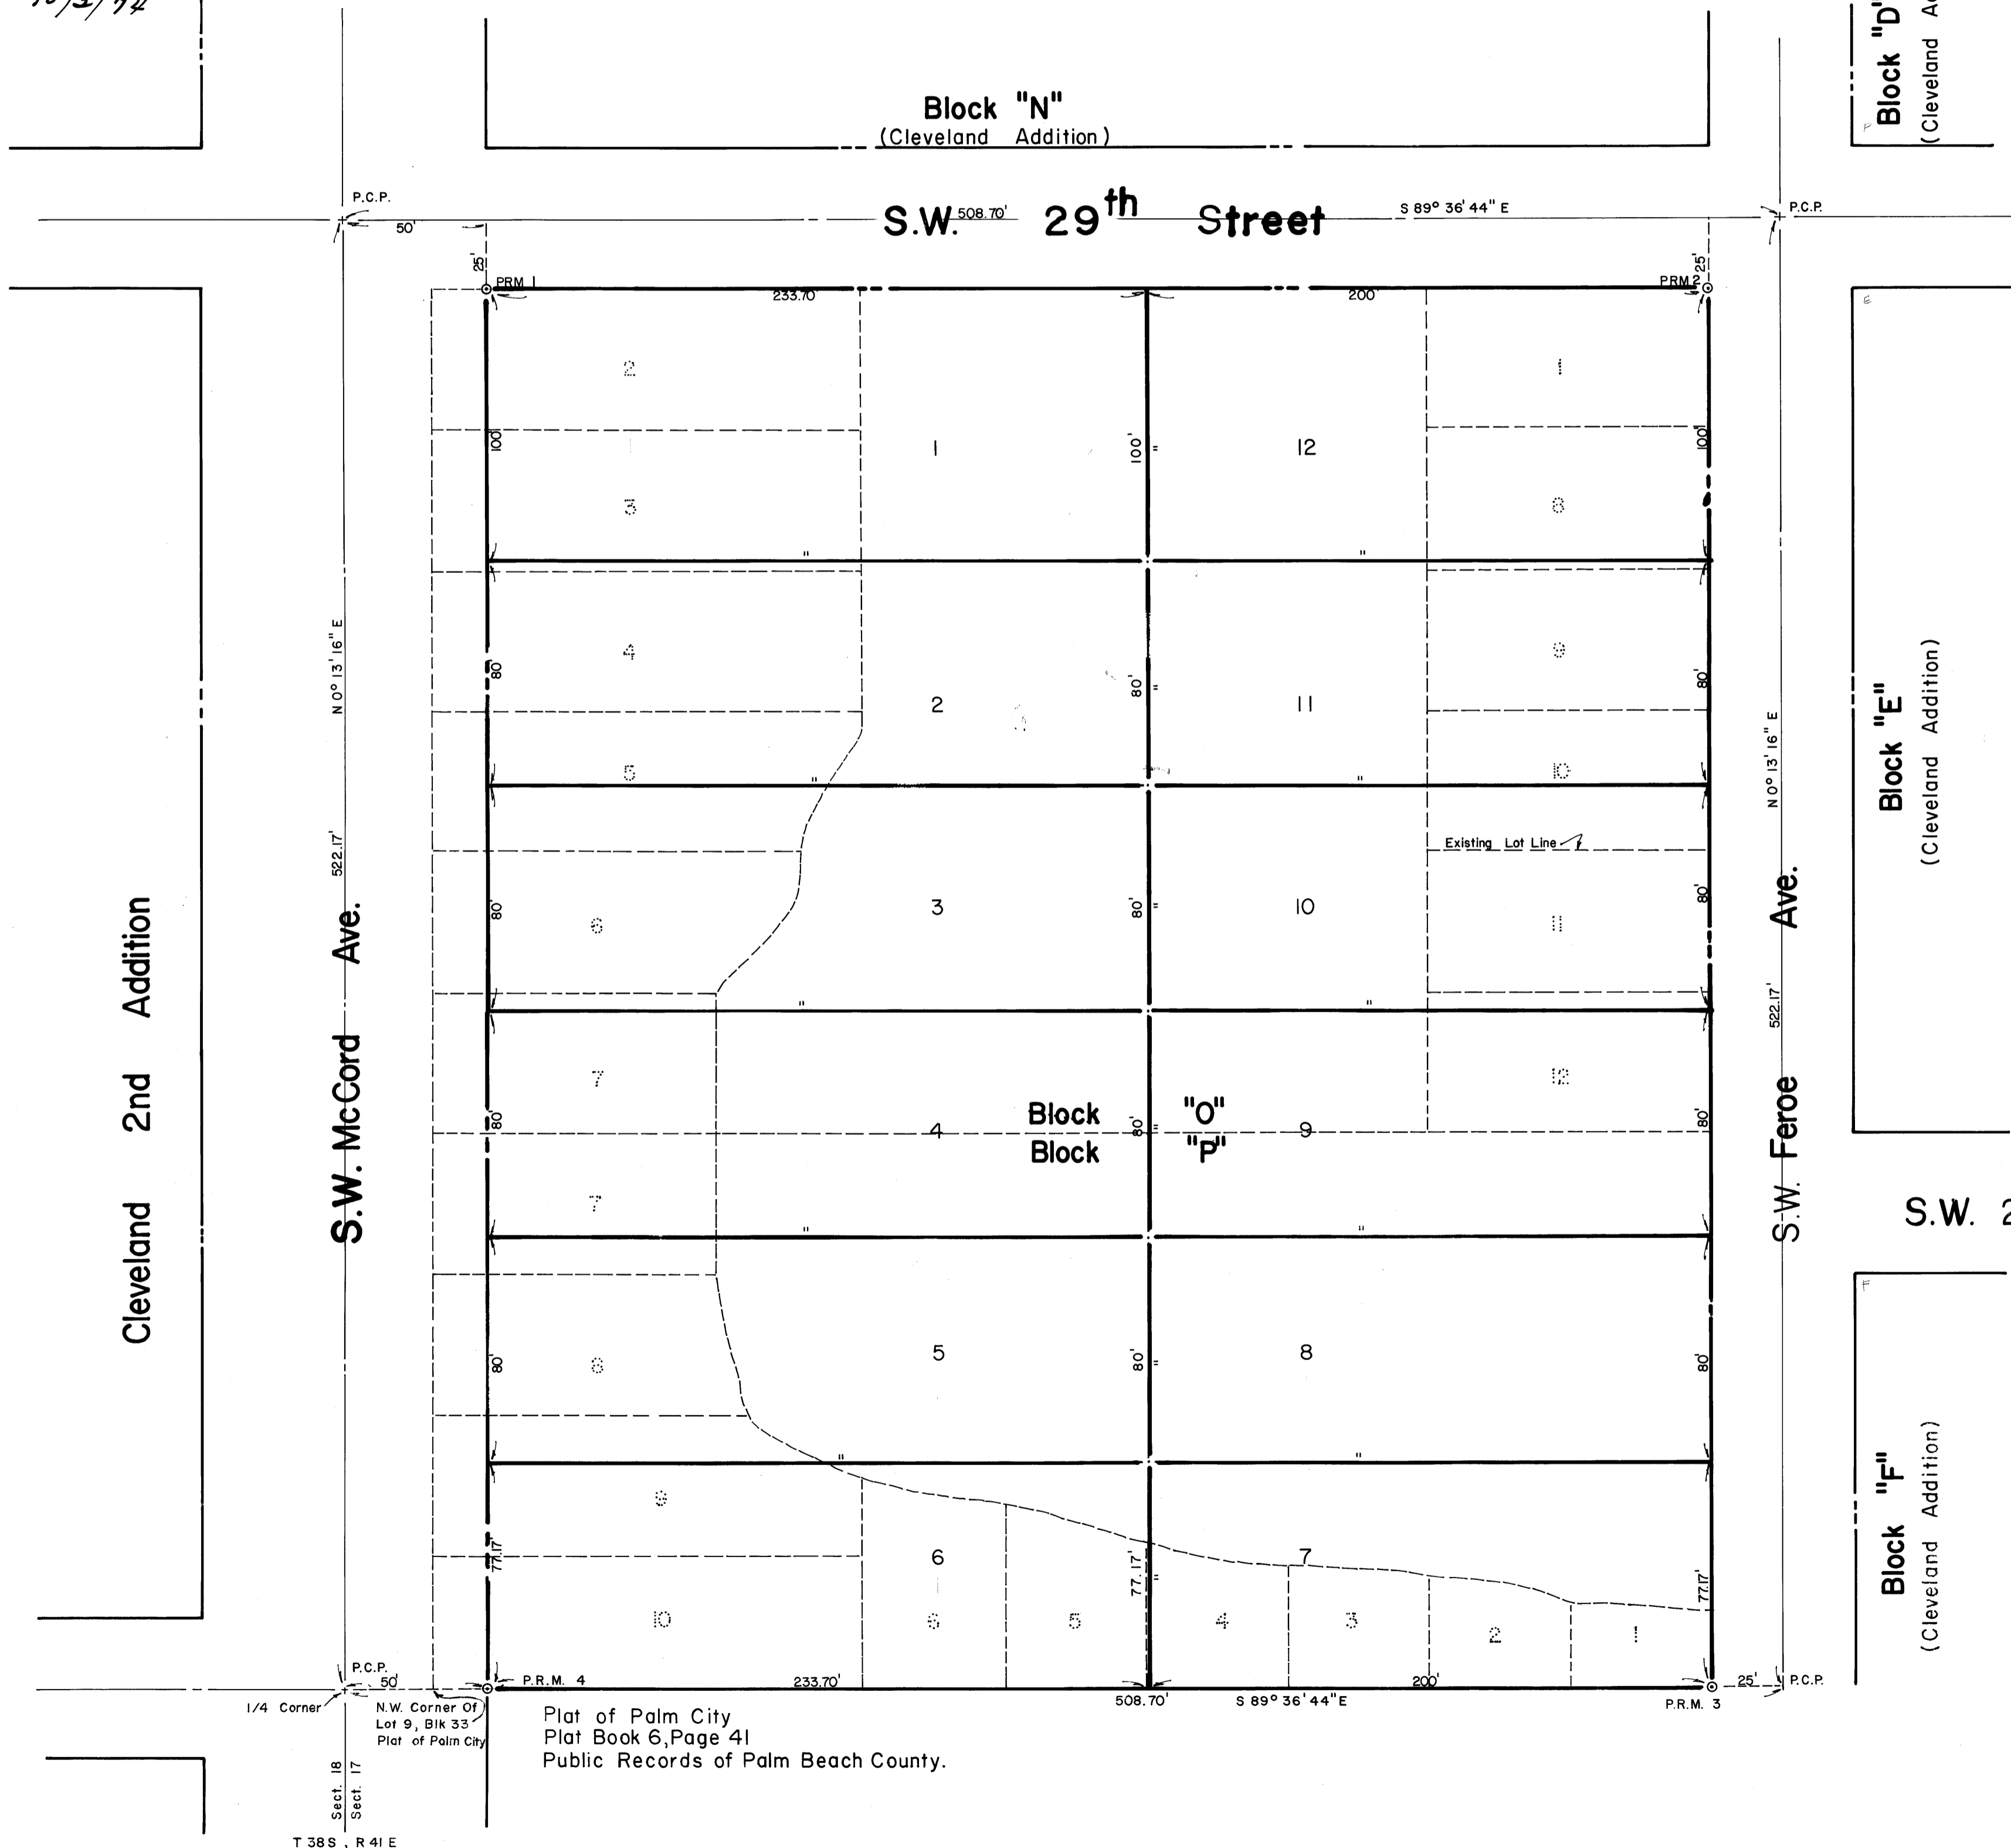 10/2/74
Block "N"
(Cleveland Addition)
Block "D"
P.C.P.
50'
S.W. 29th Street
508.70'
S 89° 36' 44" E
P.C.P.
25'
PRM 1
233.70'
200'
PRM 2
25'
P
E
2
1
100'
1
100'
12
100'
3
8
"
"
N 0° 13' 16" E
4
9
80'
2
80'
11
80'
N 0° 13' 16" E
Block "E"
(Cleveland Addition)
5
10
"
"
522.17'
Existing Lot Line
80'
3
80'
10
80'
6
11
Cleveland 2nd Addition
S.W. McCord Ave.
S.W. Feroe Ave.
522.17'
"
"
7
12
Block "O"
80'
4
80'
9
80'
Block "P"
7
S.W. 2
"
"
F
80'
5
80'
8
80'
8
"
"
9
77.17'
6
77.17'
7
77.17'
Block "F"
(Cleveland Addition)
10
6
5
4
3
2
1
P.C.P.
50'
P.R.M. 4
233.70'
200'
25'
P.C.P.
1/4 Corner
N.W. Corner Of
Lot 9, Blk 33
Plat of Palm City
508.70'
S 89° 36' 44" E
P.R.M. 3
Plat of Palm City
Plat Book 6, Page 41
Public Records of Palm Beach County.
Sect. 18
Sect. 17
T 38 S , R 41 E